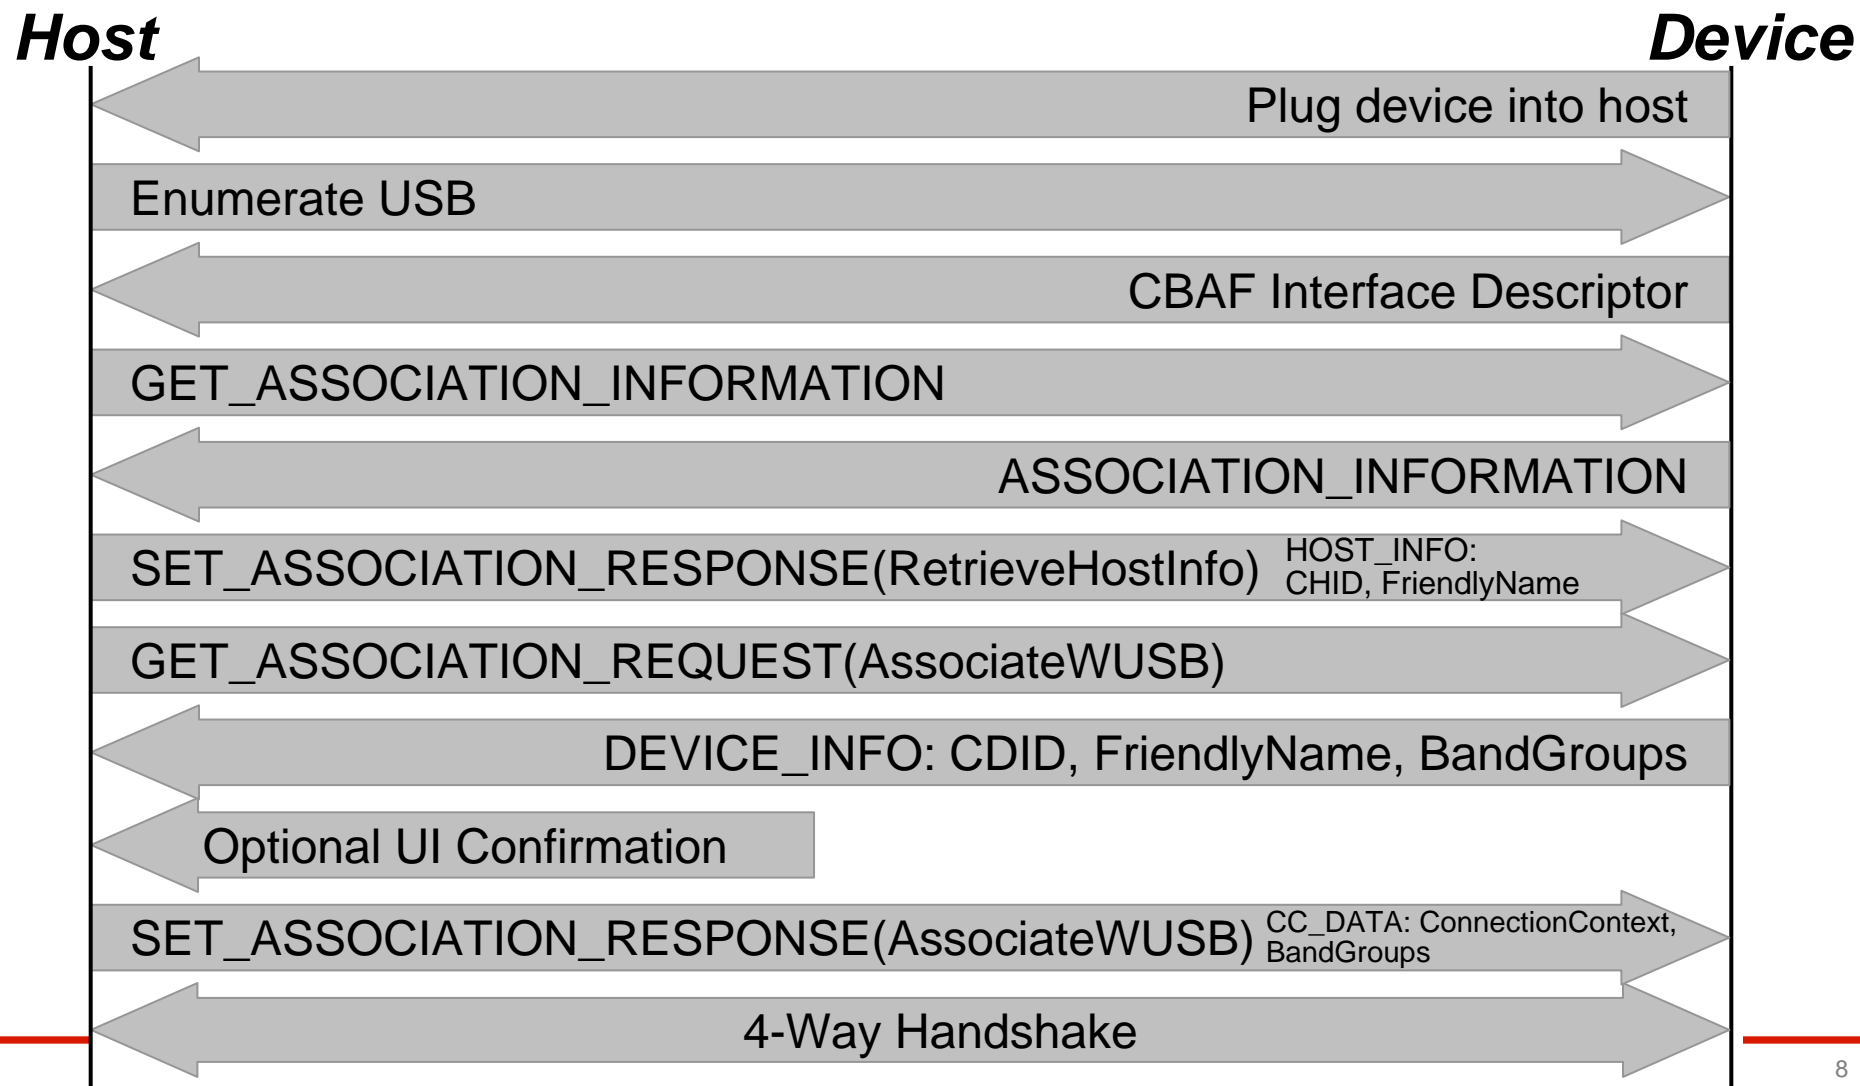 Host
Device
Plug device into host
Enumerate USB
CBAF Interface Descriptor
GET_ASSOCIATION_INFORMATION
ASSOCIATION_INFORMATION
SET_ASSOCIATION_RESPONSE(RetrieveHostInfo)
HOST_INFO:
CHID, FriendlyName
GET_ASSOCIATION_REQUEST(AssociateWUSB)
DEVICE_INFO: CDID, FriendlyName, BandGroups
Optional UI Confirmation
SET_ASSOCIATION_RESPONSE(AssociateWUSB)
CC_DATA: ConnectionContext,
BandGroups
4-Way Handshake
8